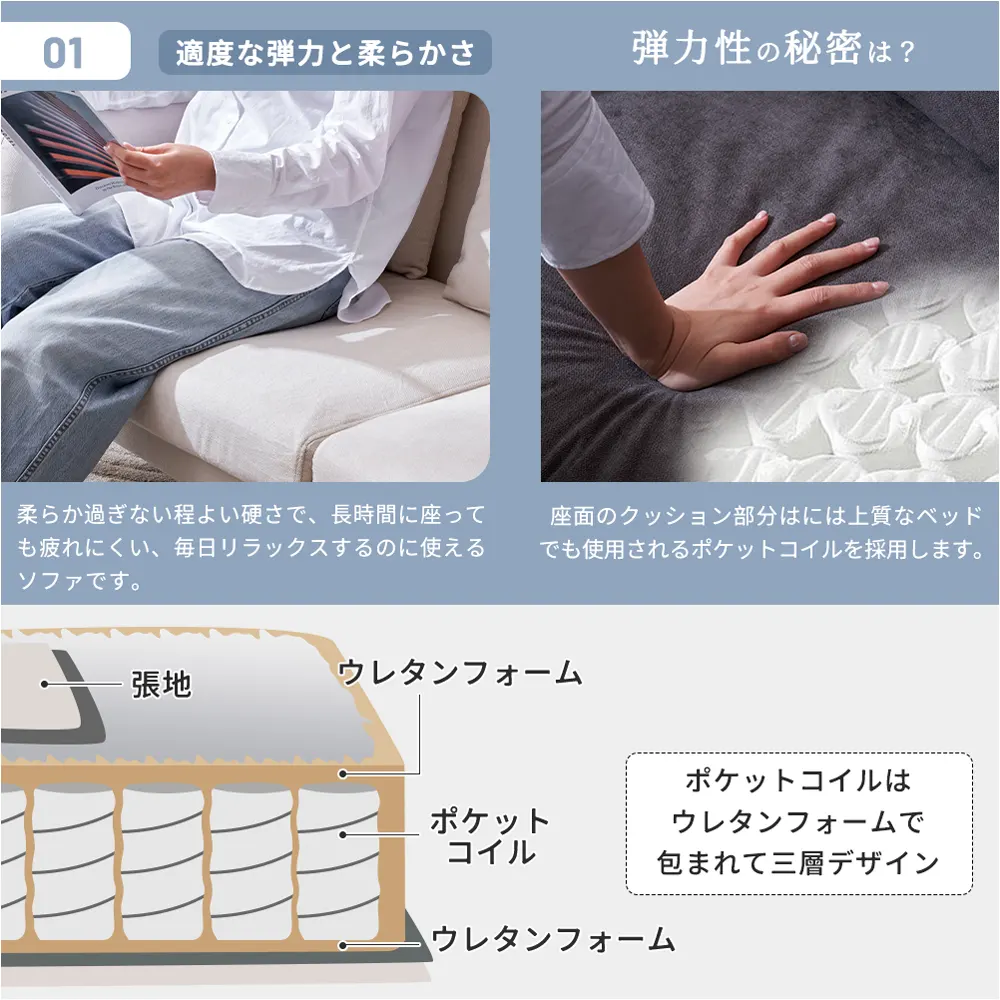 01
適度な弾力と柔らかさ
弾力性の秘密は?
柔らか過ぎない程よい硬さで、長時間に座って
も疲れにくい、毎日リラックスするのに使える
ソファです。
座面のクッション部分はには上質なベッド
でも使用されるポケットコイルを採用します。
張地
ウレタンフォーム
ポケット
コイル
ウレタンフォーム
ポケットコイルは
ウレタンフォームで
包まれて三層デザイン